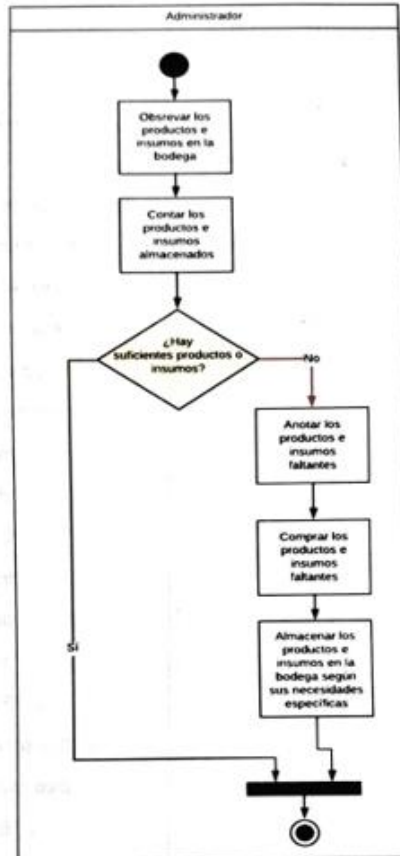 Administrador
Obsrevar los
productos e
insumos en la
bodega
Contar los
productos e
insumos
almacenados
¿Hay
suficientes productos o
insumos?
No
Anotar los
productos e
insumos
faltantes
Comprar los
productos e
insumos
faltantes
Almacenar los
productos e
insumos en la
bodega según
sus necesidades
específicas
Si